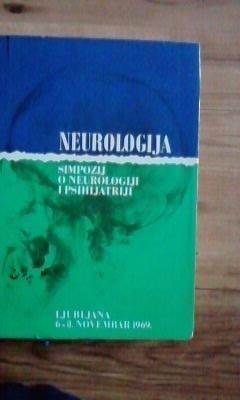 NEUROLOGIJA
SIMPOZIJ
O NEUROLOGIJI
I PSIHIJATRIJI
LJUBLJANA
6-8. NOVEMBAR 1969.